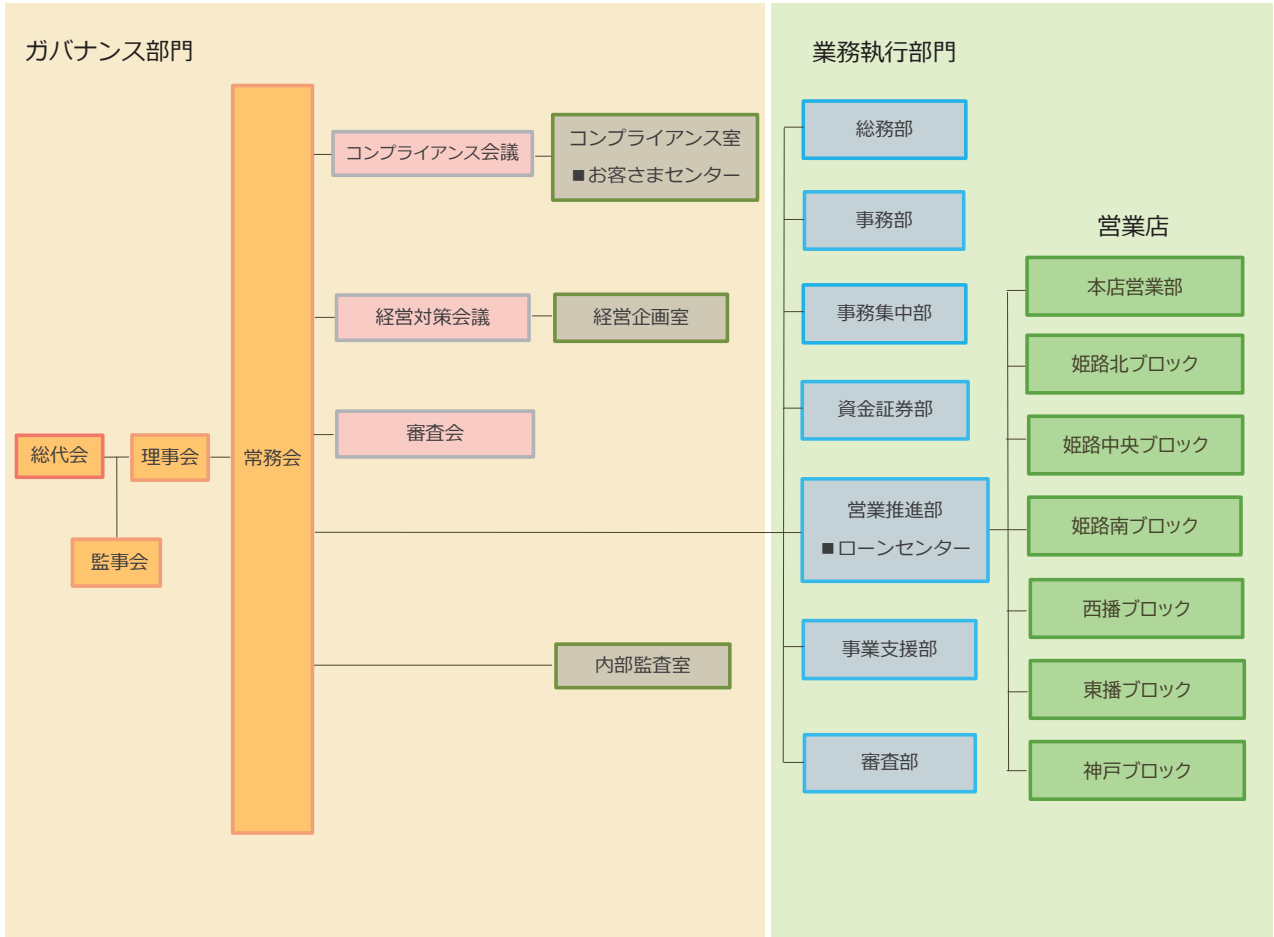 ガバナンス部門
総代会
理事会
監事会
常務会
コンプライアンス会議
コンプライアンス室
■お客さまセンター
経営対策会議
経営企画室
審査会
内部監査室
業務執行部門
総務部
事務部
事務集中部
資金証券部
営業推進部
■ローンセンター
事業支援部
審査部
営業店
本店営業部
姫路北ブロック
姫路中央ブロック
姫路南ブロック
西播ブロック
東播ブロック
神戸ブロック